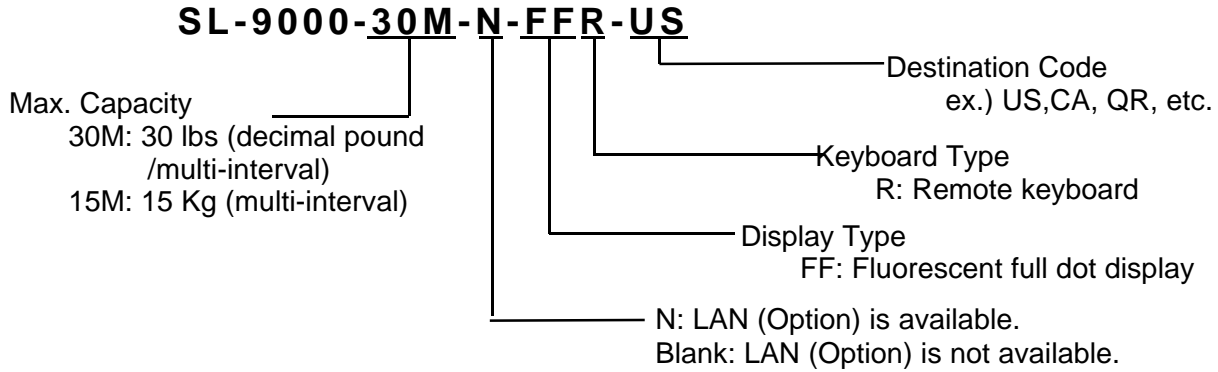 SL-9000-30M-N-FFR-US
Destination Code
ex.) US,CA, QR, etc.
Max. Capacity
30M: 30 lbs (decimal pound
/multi-interval)
15M: 15 Kg (multi-interval)
Keyboard Type
R: Remote keyboard
Display Type
FF: Fluorescent full dot display
N: LAN (Option) is available.
Blank: LAN (Option) is not available.